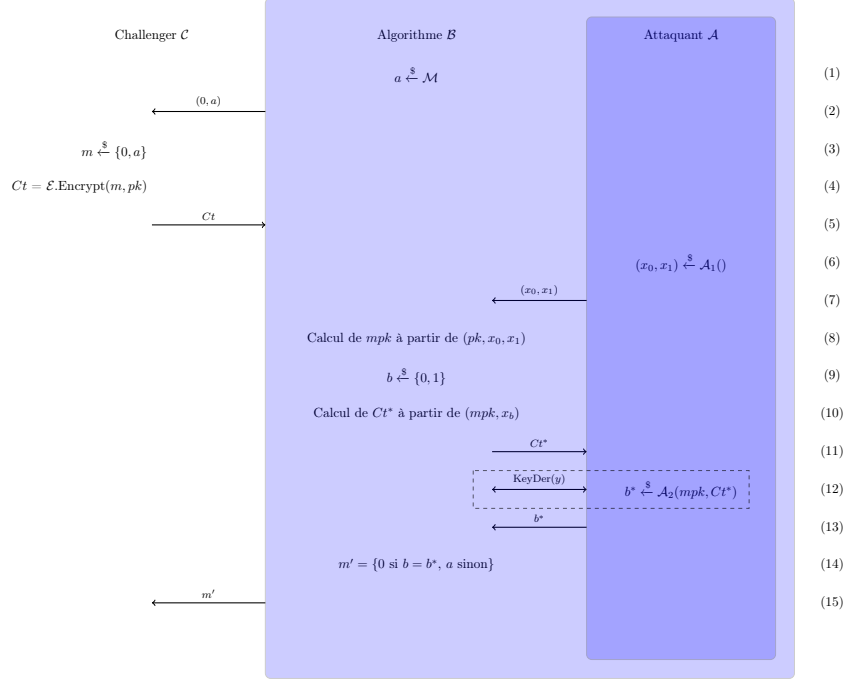 Challenger 𝒞 Algorithme ℬ Attaquant 𝒜
a ←$ ℳ (1)
(0, a) (2)
m ←$ {0, a} (3)
Ct = ℰ.Encrypt(m, pk) (4)
Ct (5)
(x₀, x₁) ←$ 𝒜₁() (6)
(x₀, x₁) (7)
Calcul de mpk à partir de (pk, x₀, x₁) (8)
b ←$ {0, 1} (9)
Calcul de Ct* à partir de (mpk, x_b) (10)
Ct* (11)
KeyDer(y) b* ←$ 𝒜₂(mpk, Ct*) (12)
b* (13)
m′ = {0 si b = b*, a sinon} (14)
m′ (15)